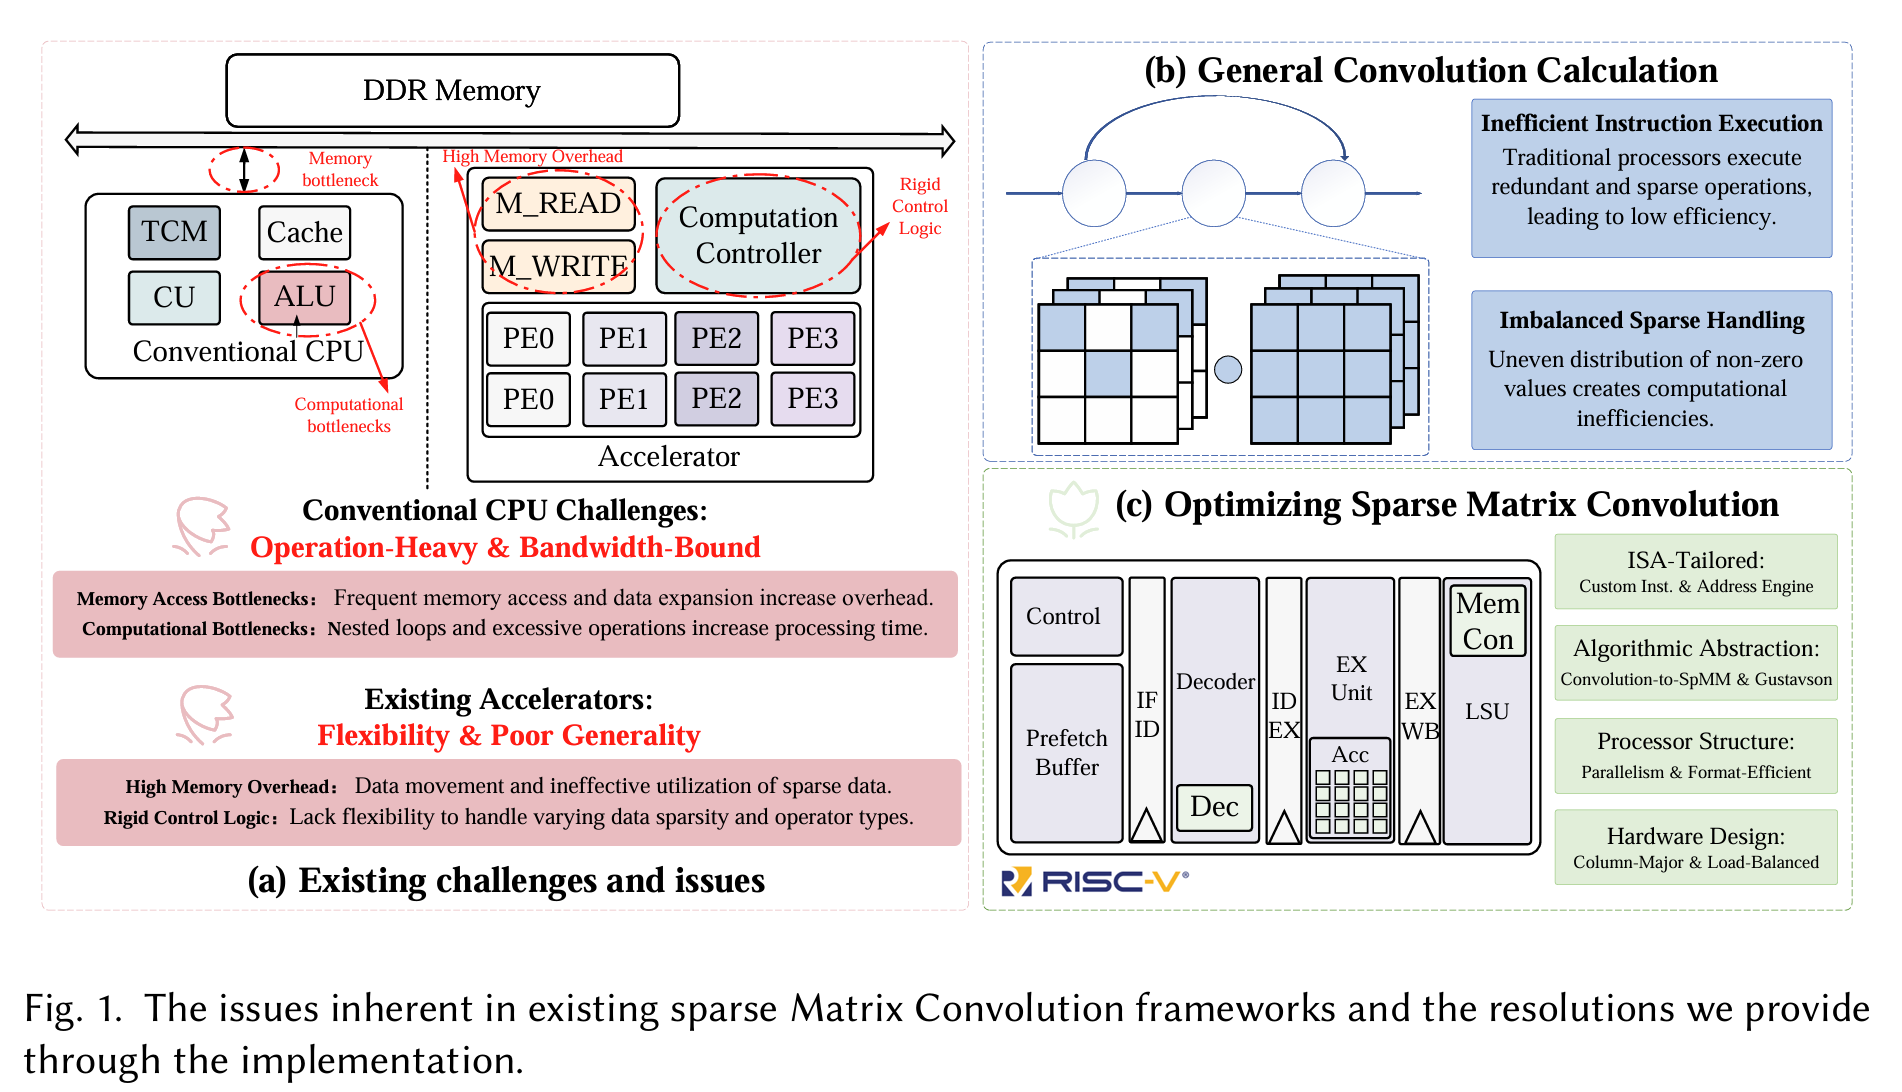 DDR Memory
Memory
bottleneck
TCM
Cache
CU
ALU
Conventional CPU
Computational
bottlenecks
High Memory Overhead
M_READ
M_WRITE
Computation
Controller
Rigid
Control
Logic
PE0 PE1 PE2 PE3
PE0 PE1 PE2 PE3
Accelerator
Conventional CPU Challenges:
Operation-Heavy & Bandwidth-Bound
Memory Access Bottlenecks: Frequent memory access and data expansion increase overhead.
Computational Bottlenecks: Nested loops and excessive operations increase processing time.
Existing Accelerators:
Flexibility & Poor Generality
High Memory Overhead: Data movement and ineffective utilization of sparse data.
Rigid Control Logic: Lack flexibility to handle varying data sparsity and operator types.
(a) Existing challenges and issues
(b) General Convolution Calculation
Inefficient Instruction Execution
Traditional processors execute
redundant and sparse operations,
leading to low efficiency.
Imbalanced Sparse Handling
Uneven distribution of non-zero
values creates computational
inefficiencies.
(c) Optimizing Sparse Matrix Convolution
Control
Prefetch
Buffer
IF
ID
Decoder
Dec
ID
EX
EX
Unit
Acc
EX
WB
Mem
Con
LSU
RISC-V®
ISA-Tailored:
Custom Inst. & Address Engine
Algorithmic Abstraction:
Convolution-to-SpMM & Gustavson
Processor Structure:
Parallelism & Format-Efficient
Hardware Design:
Column-Major & Load-Balanced
Fig. 1. The issues inherent in existing sparse Matrix Convolution frameworks and the resolutions we provide
through the implementation.